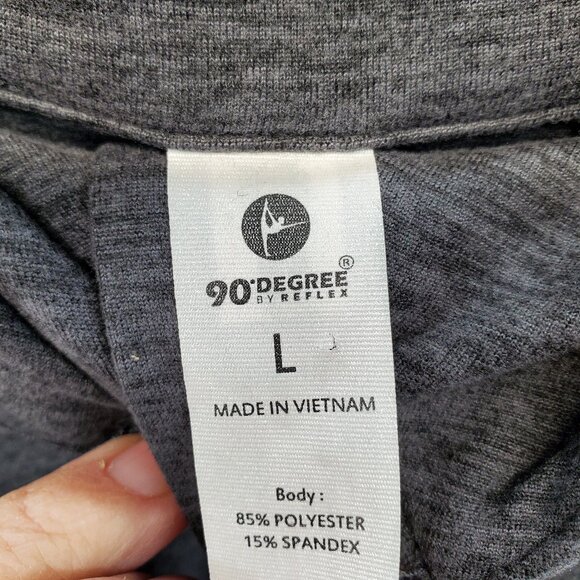 90°DEGREE®
BY REFLEX
L
MADE IN VIETNAM
Body :
85% POLYESTER
15% SPANDEX